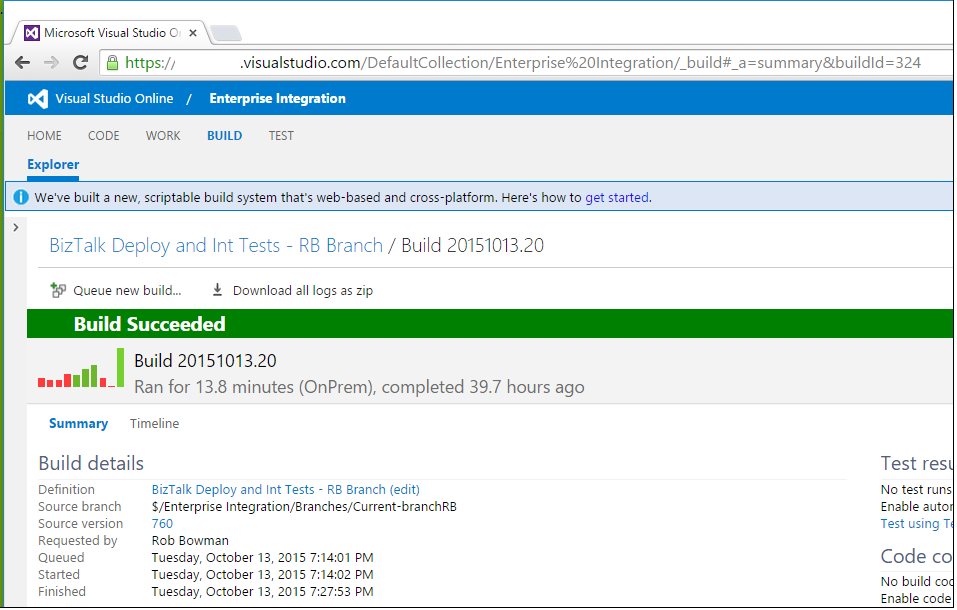 Microsoft Visual Studio O
https:// .visualstudio.com/DefaultCollection/Enterprise%20Integration/_build#_a=summary&buildId=324
Visual Studio Online / Enterprise Integration
HOME CODE WORK BUILD TEST
Explorer
We've built a new, scriptable build system that's web-based and cross-platform. Here's how to get started.
BizTalk Deploy and Int Tests - RB Branch / Build 20151013.20
Queue new build... Download all logs as zip
Build Succeeded
Build 20151013.20
Ran for 13.8 minutes (OnPrem), completed 39.7 hours ago
Summary Timeline
Build details
Definition BizTalk Deploy and Int Tests - RB Branch (edit)
Source branch $/Enterprise Integration/Branches/Current-branchRB
Source version 760
Requested by Rob Bowman
Queued Tuesday, October 13, 2015 7:14:01 PM
Started Tuesday, October 13, 2015 7:14:02 PM
Finished Tuesday, October 13, 2015 7:27:53 PM
Test resu
No test runs
Enable autor
Test using Te
Code co
No build cod
Enable code